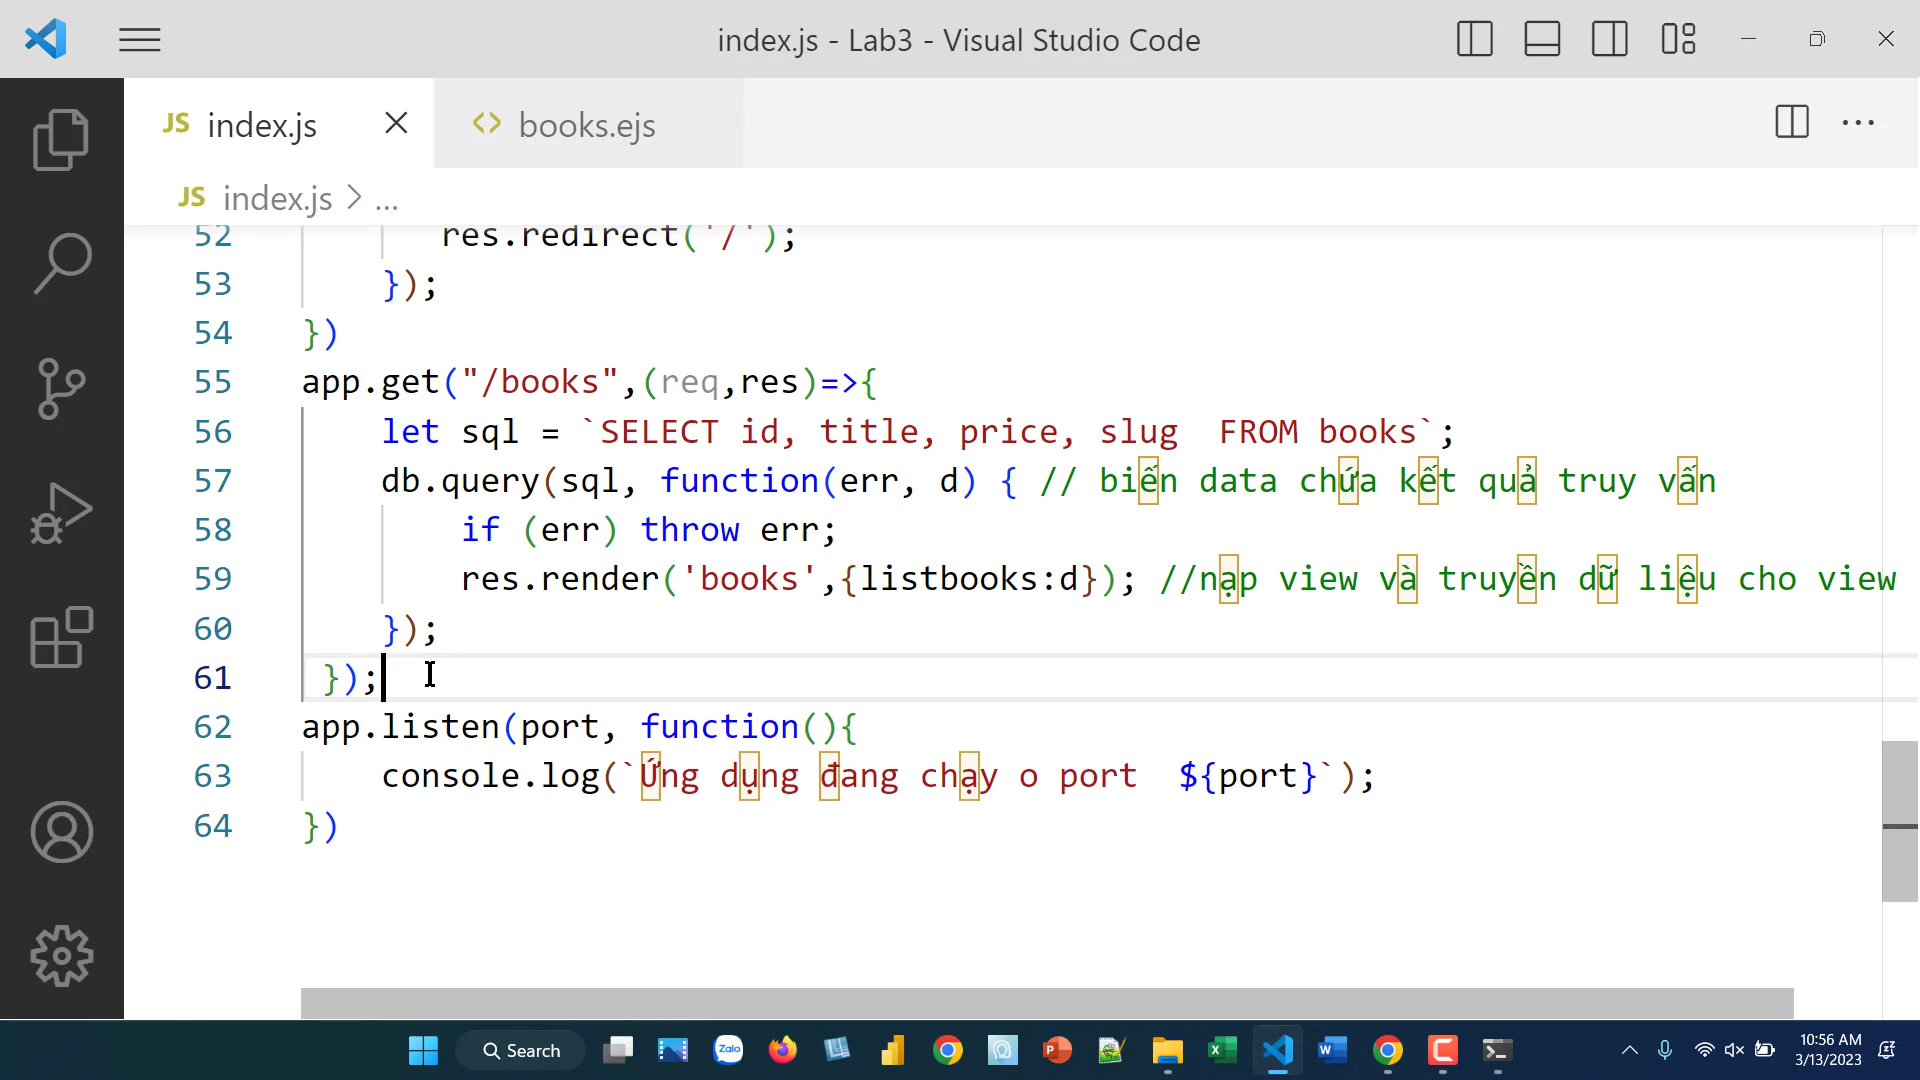 index.js - Lab3 - Visual Studio Code
JS index.js
<> books.ejs
JS index.js > ...
52 res.redirect('/');
53 });
54 })
55 app.get("/books",(req,res)=>{
56 let sql = `SELECT id, title, price, slug  FROM books`;
57 db.query(sql, function(err, d) { // biến data chứa kết quả truy vấn
58 if (err) throw err;
59 res.render('books',{listbooks:d}); //nạp view và truyền dữ liệu cho view
60 });
61 });
62 app.listen(port, function(){
63 console.log(`Ứng dụng đang chạy o port  ${port}`);
64 })
Search
Zalo
10:56 AM
3/13/2023